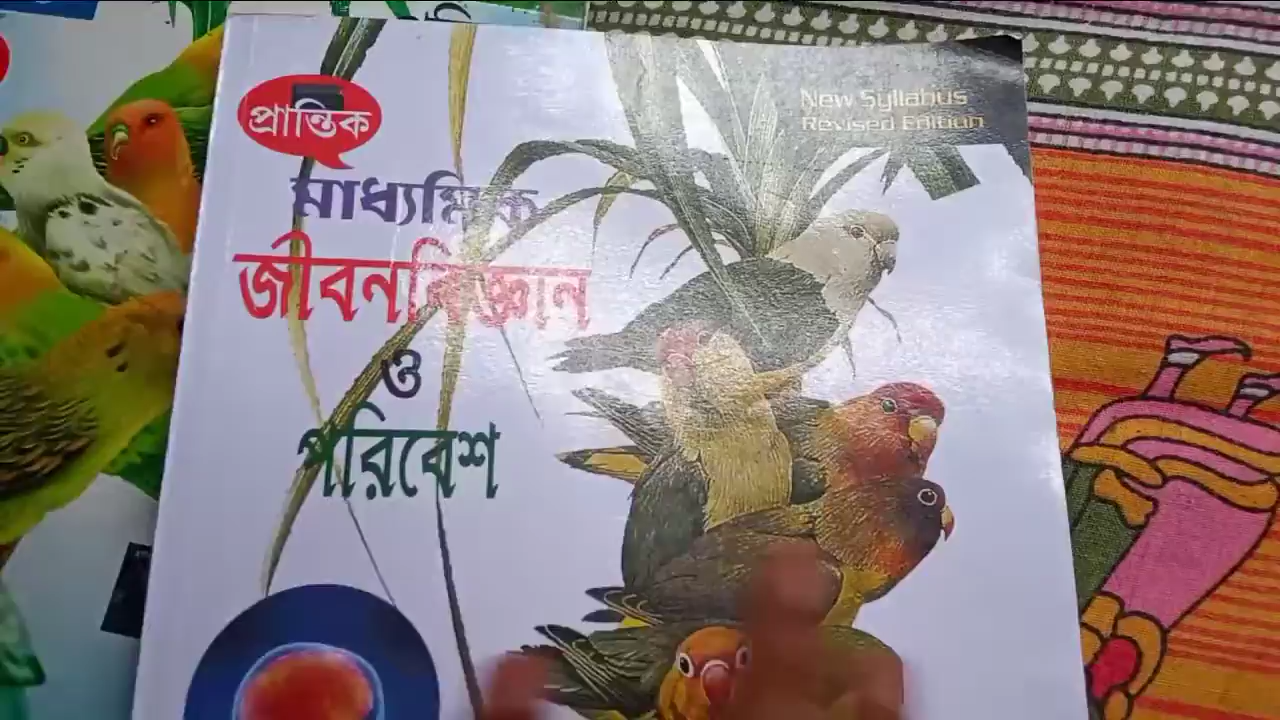 প্রান্তিক
New Syllabus
Revised Edition
মাধ্যমিক
জীবনবিজ্ঞান
ও
পরিবেশ